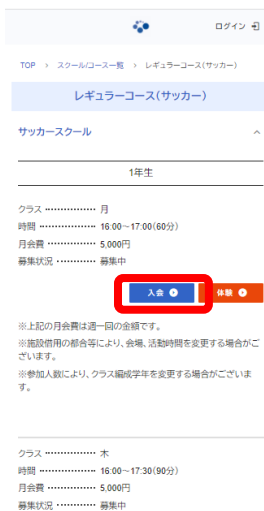 ログイン
TOP > スクール/コース一覧 > レギュラーコース(サッカー)
レギュラーコース(サッカー)
サッカースクール
1年生
クラス ･･････････････ 月
時間 ･･････････････ 16:00～17:00(60分)
月会費 ･･････････････ 5,000円
募集状況 ･･････････ 募集中
入会
体験
※上記の月会費は週一回の金額です。
※施設借用の都合等により、会場、活動時間を変更する場合がご
ざいます。
※参加人数により、クラス編成学年を変更する場合がございま
す。
クラス ･･････････････ 木
時間 ･･････････････ 16:00～17:30(90分)
月会費 ･･････････････ 5,000円
募集状況 ･･････････ 募集中